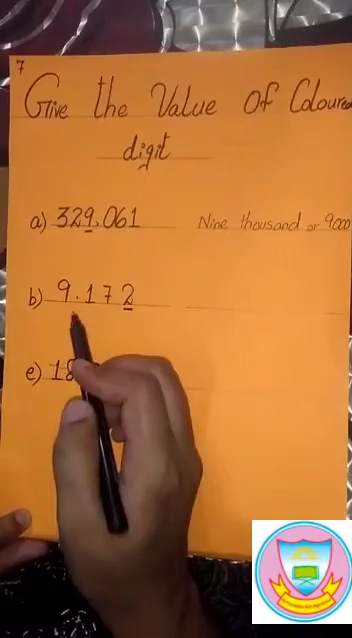 7
Give the Value Of Coloured
digit
a) 329,061 Nine thousand or 9000
b) 9.172
e) 18